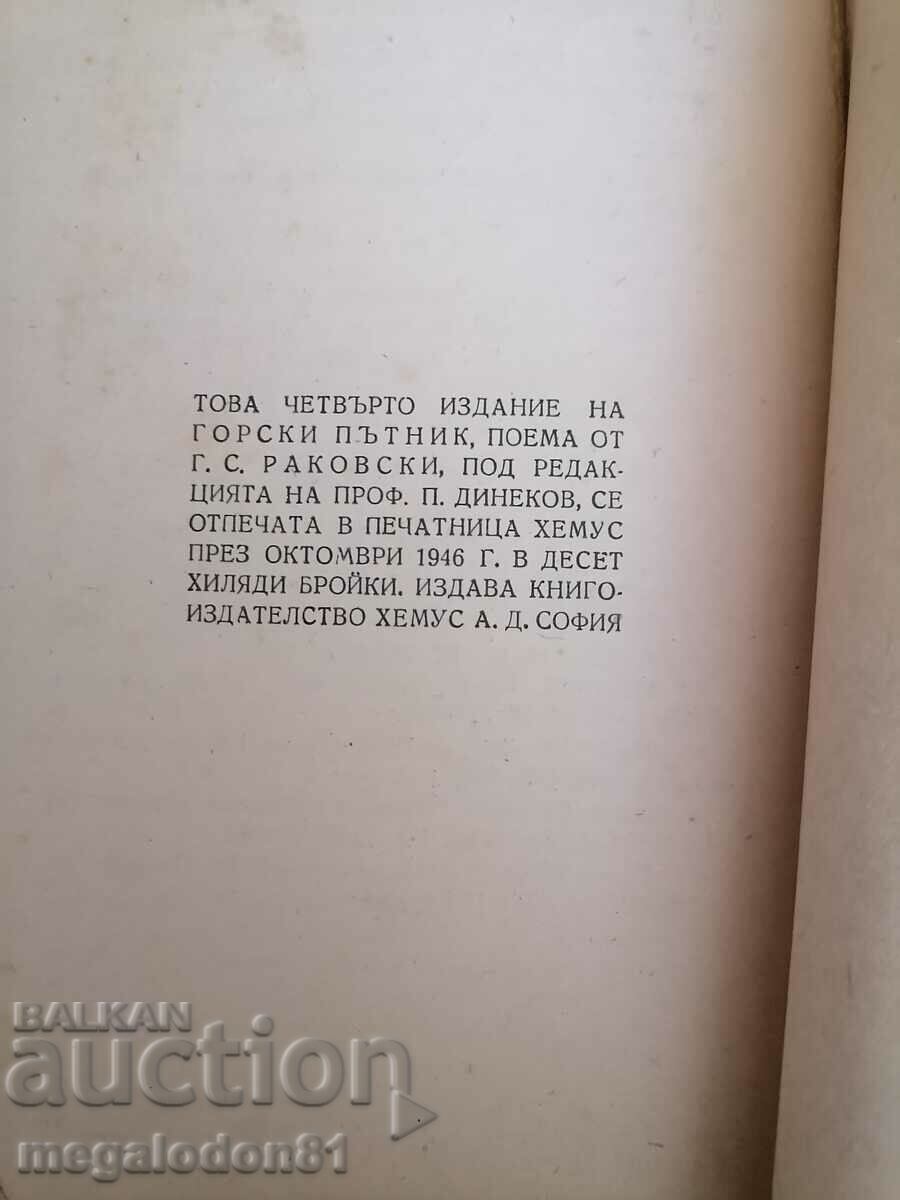 ТОВА ЧЕТВЪРТО ИЗДАНИЕ НА
ГОРСКИ ПЪТНИК, ПОЕМА ОТ
Г. С. РАКОВСКИ, ПОД РЕДАК-
ЦИЯТА НА ПРОФ. П. ДИНЕКОВ, СЕ
ОТПЕЧАТА В ПЕЧАТНИЦА ХЕМУС
ПРЕЗ ОКТОМВРИ 1946 Г. В ДЕСЕТ
ХИЛЯДИ БРОЙКИ. ИЗДАВА КНИГО-
ИЗДАТЕЛСТВО ХЕМУС А. Д. СОФИЯ
BALKAN
auction
megalodon81